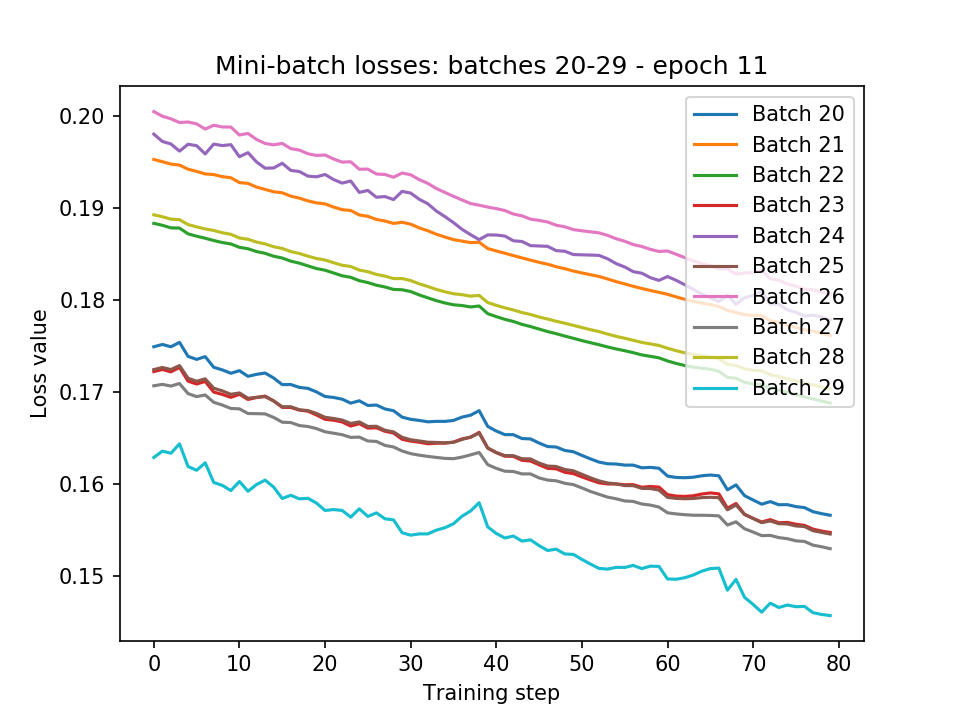 Mini-batch losses: batches 20-29 - epoch 11
0.20
0.19
0.18
0.17
0.16
0.15
Loss value
Batch 20
Batch 21
Batch 22
Batch 23
Batch 24
Batch 25
Batch 26
Batch 27
Batch 28
Batch 29
0 10 20 30 40 50 60 70 80
Training step